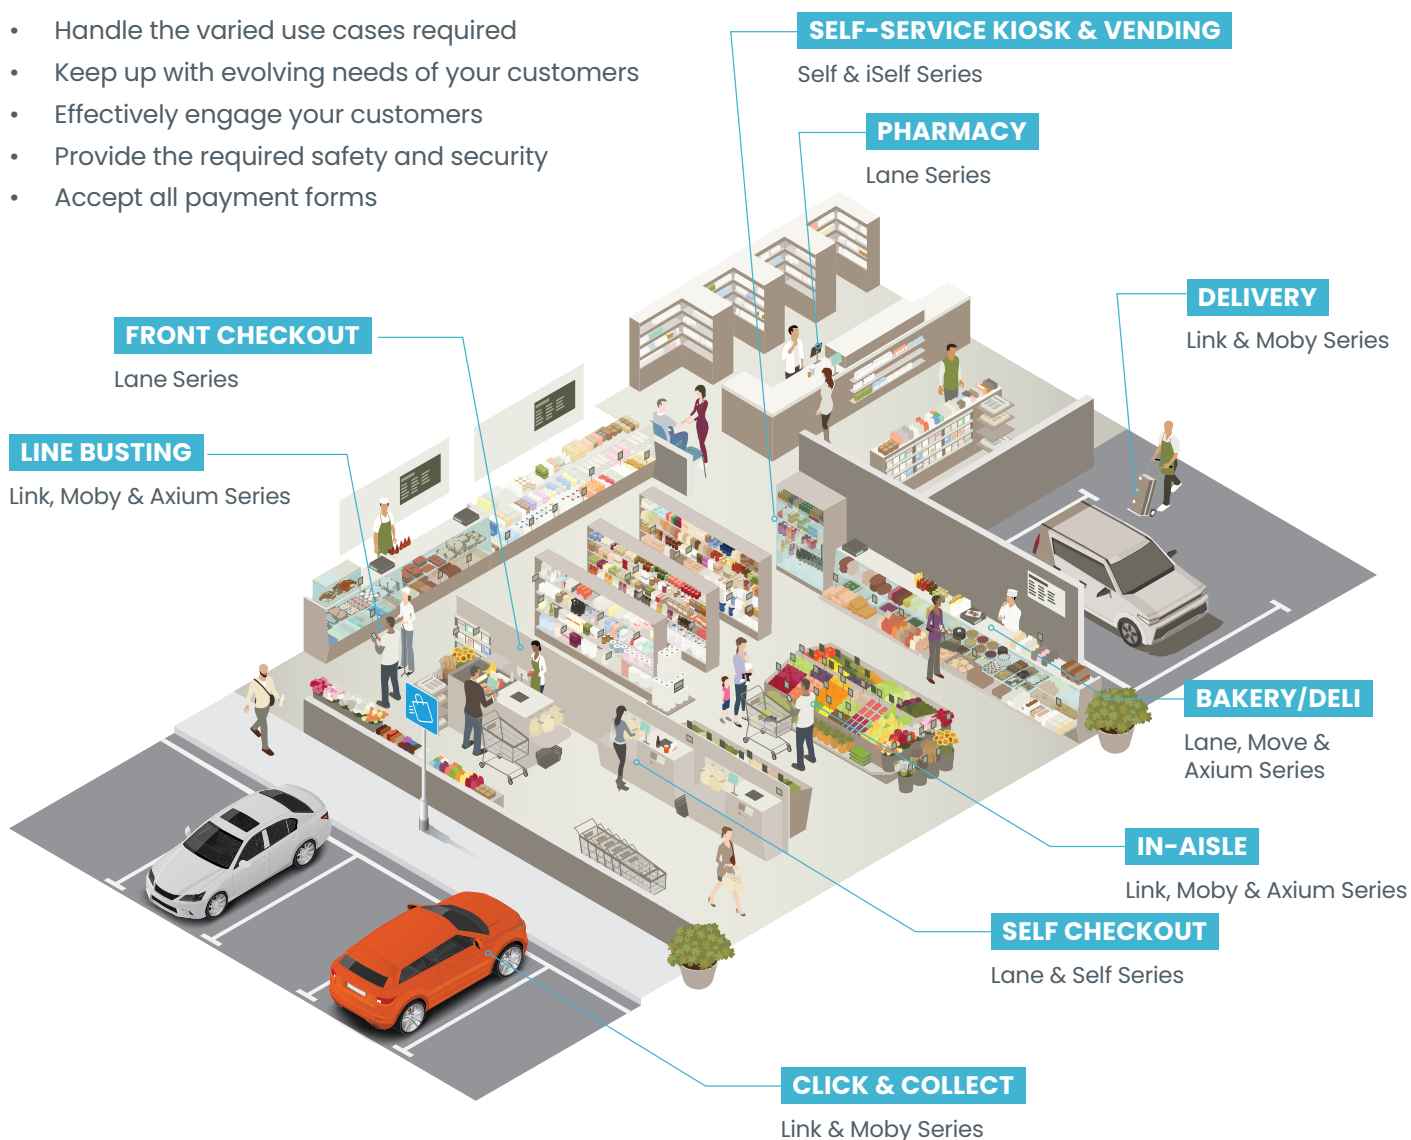 • Handle the varied use cases required
• Keep up with evolving needs of your customers
• Effectively engage your customers
• Provide the required safety and security
• Accept all payment forms
SELF-SERVICE KIOSK & VENDING
Self & iSelf Series
PHARMACY
Lane Series
DELIVERY
Link & Moby Series
FRONT CHECKOUT
Lane Series
LINE BUSTING
Link, Moby & Axium Series
BAKERY/DELI
Lane, Move &
Axium Series
IN-AISLE
Link, Moby & Axium Series
SELF CHECKOUT
Lane & Self Series
CLICK & COLLECT
Link & Moby Series